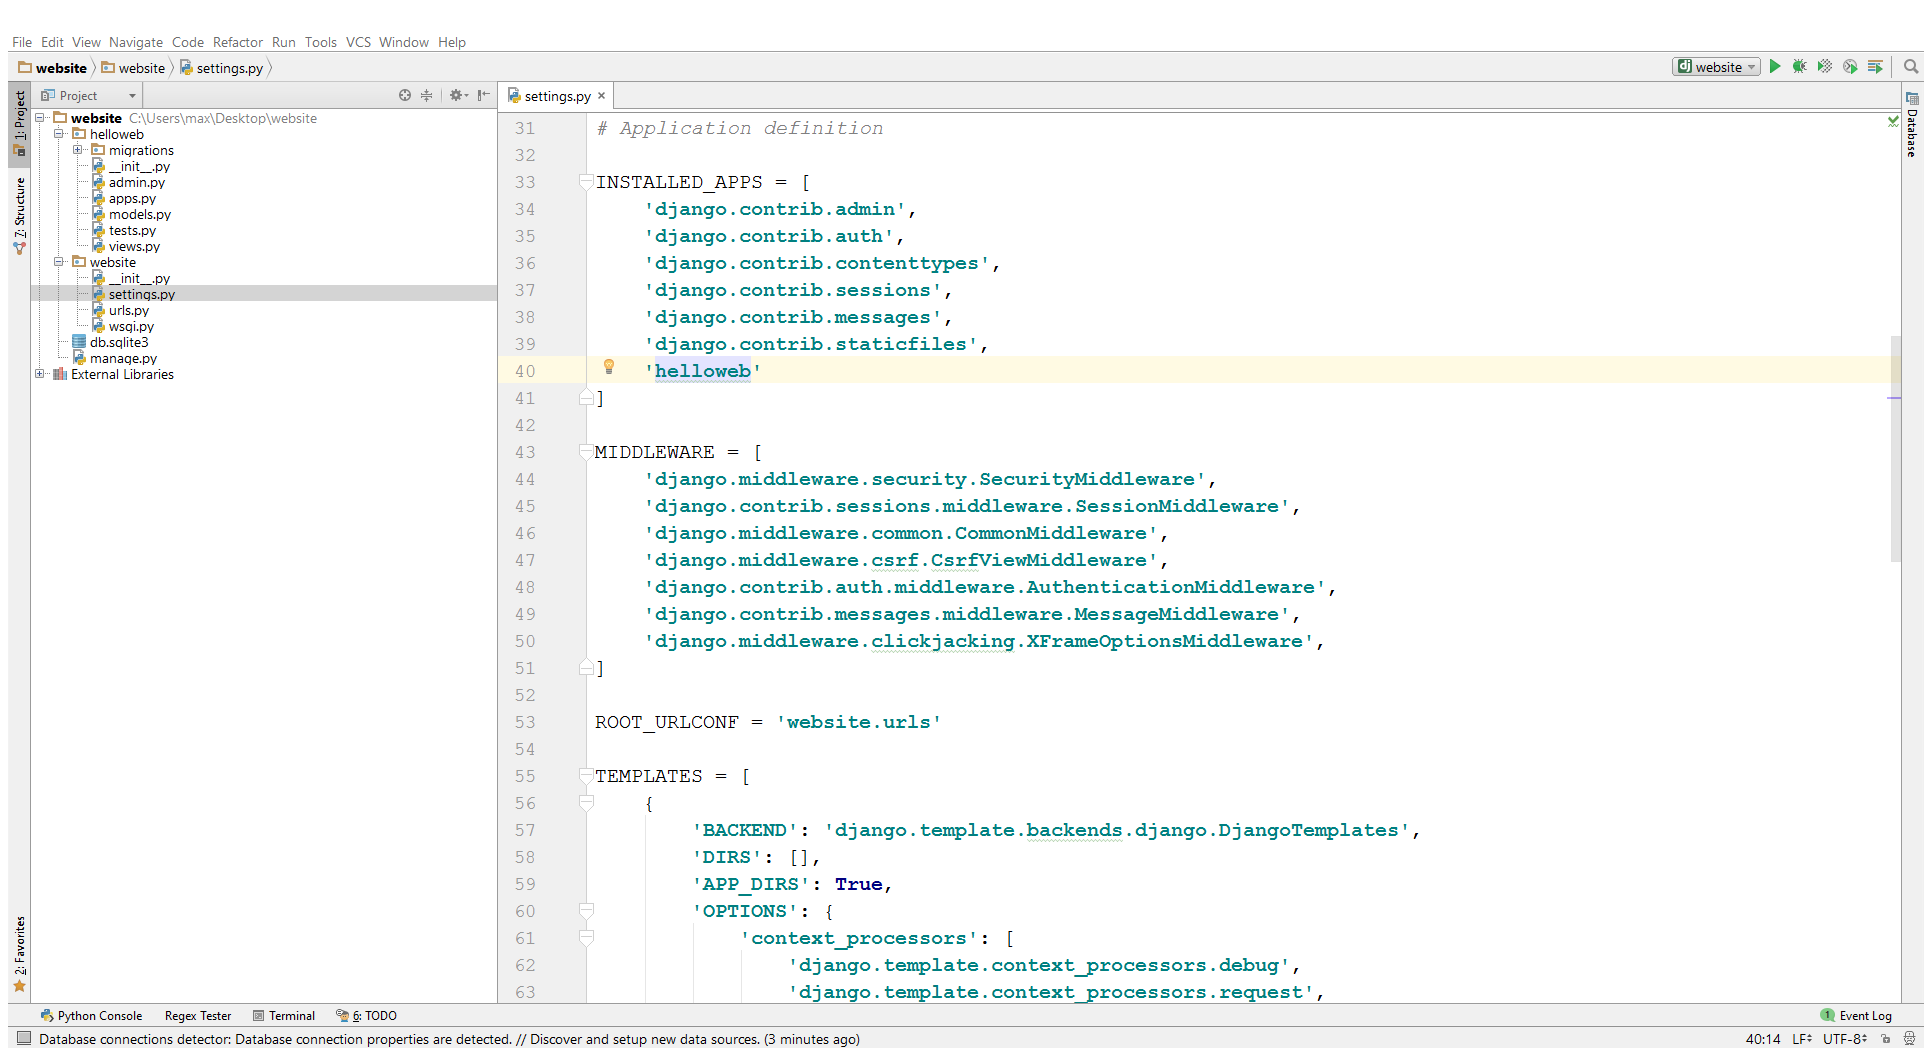 File Edit View Navigate Code Refactor Run Tools VCS Window Help
website website settings.py
website
1: Project
Project
settings.py
website C:\Users\max\Desktop\website
helloweb
migrations
__init__.py
admin.py
apps.py
models.py
tests.py
views.py
website
__init__.py
settings.py
urls.py
wsgi.py
db.sqlite3
manage.py
External Libraries
7: Structure
2: Favorites
31 # Application definition
32
33 INSTALLED_APPS = [
34 'django.contrib.admin',
35 'django.contrib.auth',
36 'django.contrib.contenttypes',
37 'django.contrib.sessions',
38 'django.contrib.messages',
39 'django.contrib.staticfiles',
40 'helloweb'
41 ]
42
43 MIDDLEWARE = [
44 'django.middleware.security.SecurityMiddleware',
45 'django.contrib.sessions.middleware.SessionMiddleware',
46 'django.middleware.common.CommonMiddleware',
47 'django.middleware.csrf.CsrfViewMiddleware',
48 'django.contrib.auth.middleware.AuthenticationMiddleware',
49 'django.contrib.messages.middleware.MessageMiddleware',
50 'django.middleware.clickjacking.XFrameOptionsMiddleware',
51 ]
52
53 ROOT_URLCONF = 'website.urls'
54
55 TEMPLATES = [
56 {
57 'BACKEND': 'django.template.backends.django.DjangoTemplates',
58 'DIRS': [],
59 'APP_DIRS': True,
60 'OPTIONS': {
61 'context_processors': [
62 'django.template.context_processors.debug',
63 'django.template.context_processors.request',
Database
Python Console Regex Tester Terminal 6: TODO
1 Event Log
Database connections detector: Database connection properties are detected. // Discover and setup new data sources. (3 minutes ago)
40:14 LF UTF-8